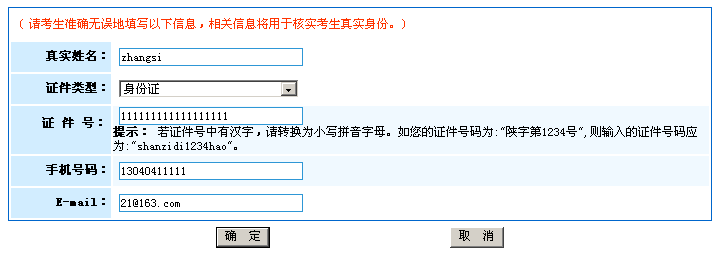 ( 请考生准确无误地填写以下信息，相关信息将用于核实考生真实身份。)
真实姓名： zhangsi
证件类型： 身份证
证 件 号： 111111111111111111
提示： 若证件号中有汉字，请转换为小写拼音字母。如您的证件号码为:"陕字第1234号",则输入的证件号码应
为:"shanzidi1234hao"。
手机号码： 13040411111
E-mail： 21@163.com
确 定 取 消